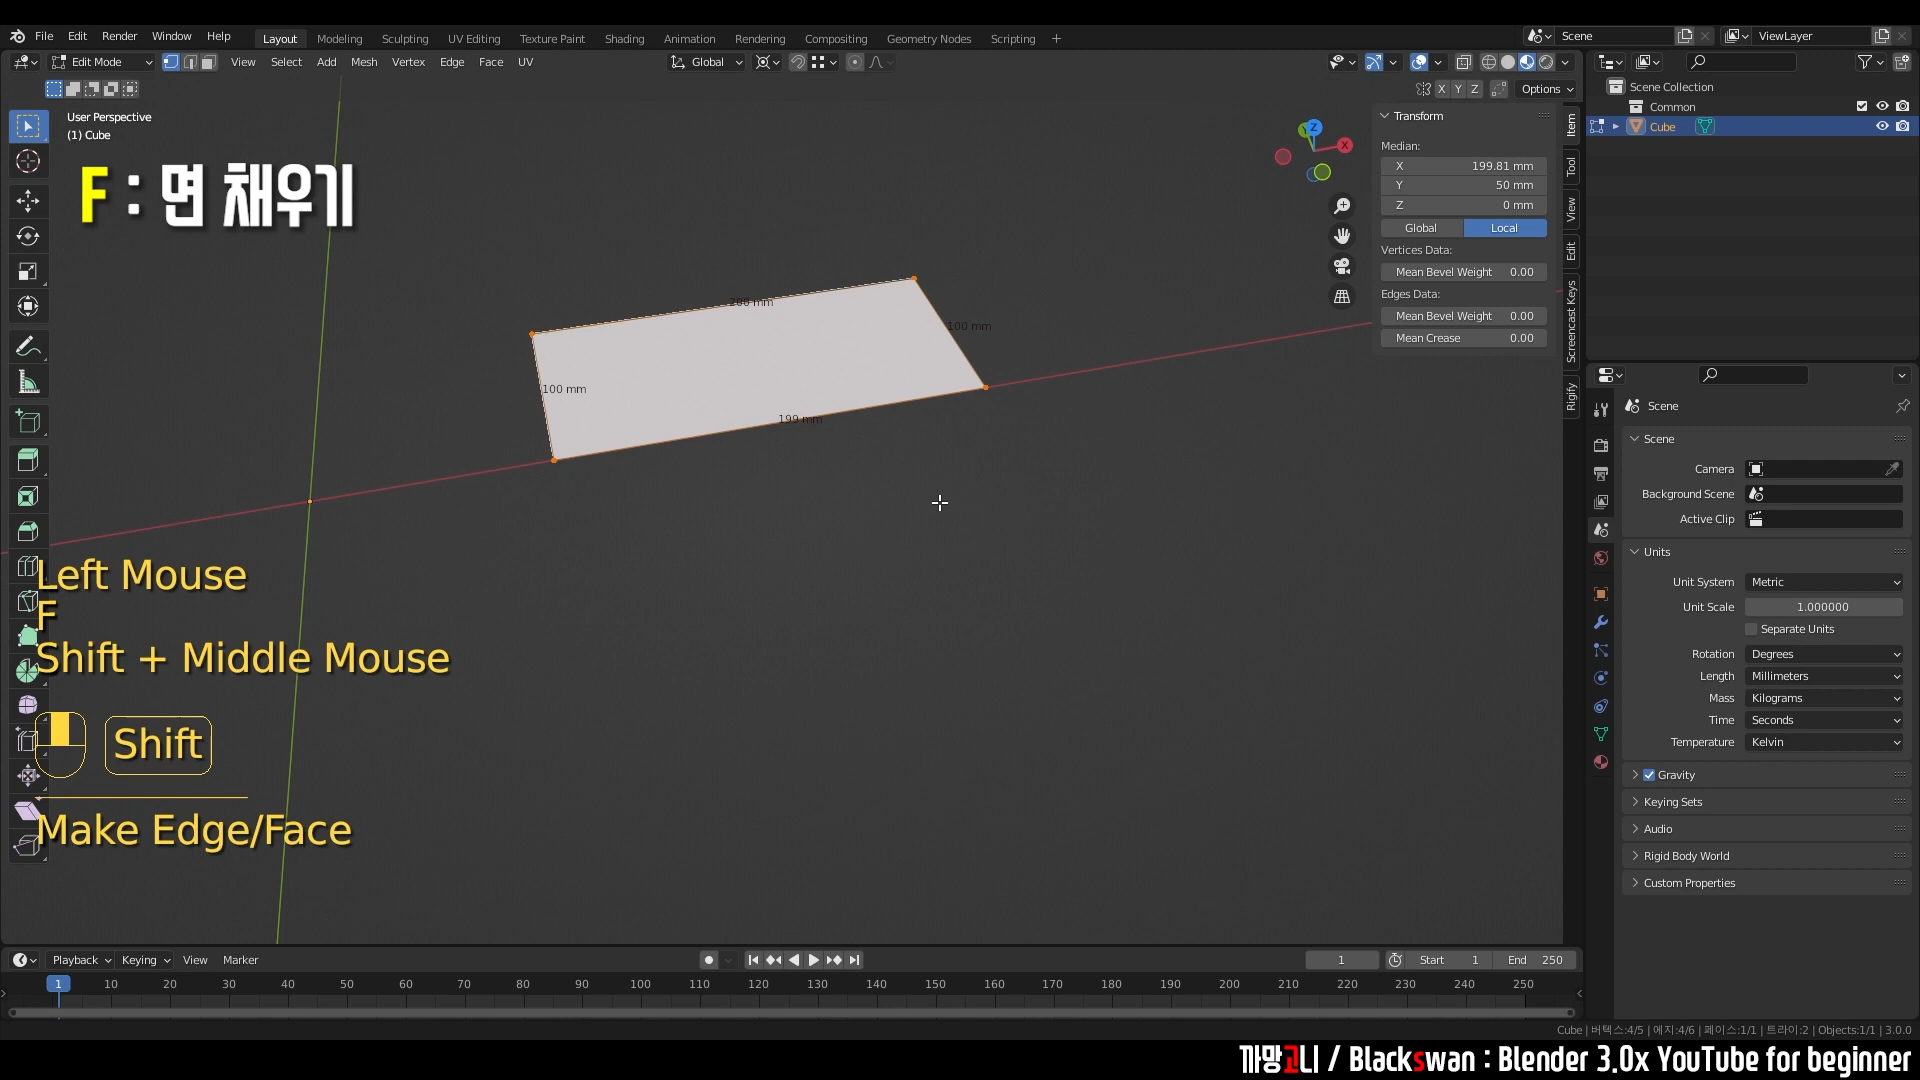 File Edit Render Window Help Layout Modeling Sculpting UV Editing Texture Paint Shading Animation Rendering Compositing Geometry Nodes Scripting + Scene ViewLayer
Edit Mode View Select Add Mesh Vertex Edge Face UV Global
X Y Z Options
User Perspective
(1) Cube
F : 면 채우기
200 mm
100 mm
100 mm
199 mm
Z
X
Transform
Median:
X 199.81 mm
Y 50 mm
Z 0 mm
Global Local
Vertices Data:
Mean Bevel Weight 0.00
Edges Data:
Mean Bevel Weight 0.00
Mean Crease 0.00
Item
Tool
View
Edit
Screencast Keys
Rigify
Scene Collection
Common
Cube
Scene
Scene
Camera
Background Scene
Active Clip
Units
Unit System Metric
Unit Scale 1.000000
Separate Units
Rotation Degrees
Length Millimeters
Mass Kilograms
Time Seconds
Temperature Kelvin
Gravity
Keying Sets
Audio
Rigid Body World
Custom Properties
Left Mouse
F
Shift + Middle Mouse
Shift
Make Edge/Face
Playback Keying View Marker 1 Start 1 End 250
1 10 20 30 40 50 60 70 80 90 100 110 120 130 140 150 160 170 180 190 200 210 220 230 240 250
Cube | 버텍스:4/5 | 에지:4/6 | 페이스:1/1 | 트라이:2 | Objects:1/1 | 3.0.0
까망고니 / Blackswan : Blender 3.0x YouTube for beginner